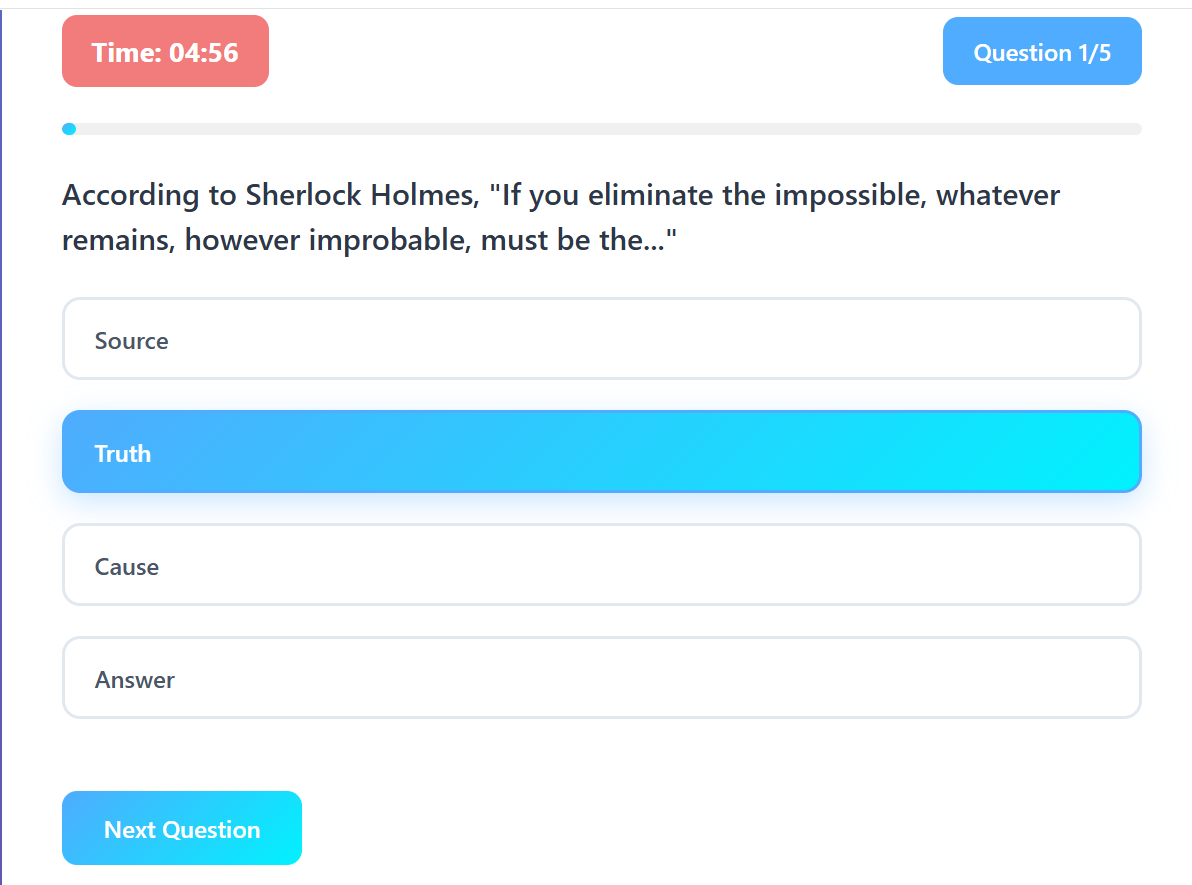 Time: 04:56
Question 1/5
According to Sherlock Holmes, "If you eliminate the impossible, whatever
remains, however improbable, must be the..."
Source
Truth
Cause
Answer
Next Question